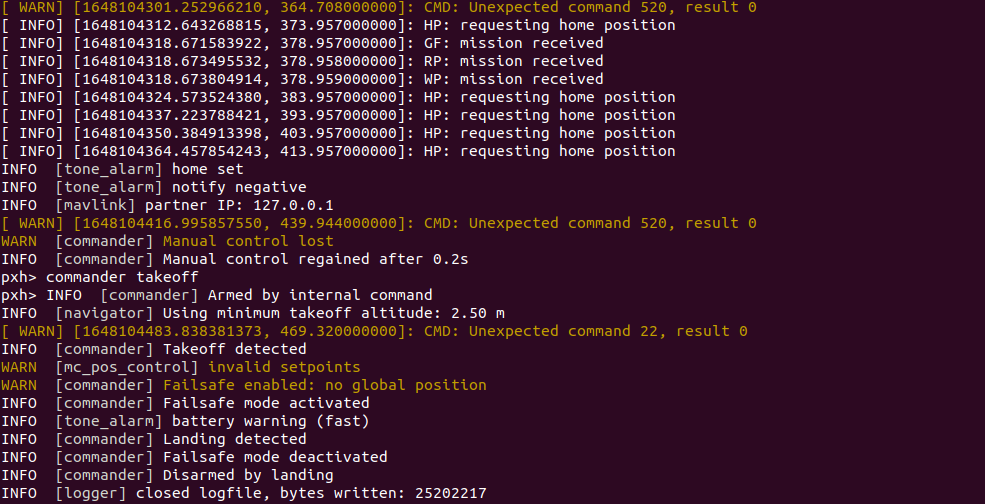 [ WARN] [1648104301.252966210, 364.708000000]: CMD: Unexpected command 520, result 0
[ INFO] [1648104312.643268815, 373.957000000]: HP: requesting home position
[ INFO] [1648104318.671583922, 378.957000000]: GF: mission received
[ INFO] [1648104318.673495532, 378.958000000]: RP: mission received
[ INFO] [1648104318.673804914, 378.959000000]: WP: mission received
[ INFO] [1648104324.573524380, 383.957000000]: HP: requesting home position
[ INFO] [1648104337.223788421, 393.957000000]: HP: requesting home position
[ INFO] [1648104350.384913398, 403.957000000]: HP: requesting home position
[ INFO] [1648104364.457854243, 413.957000000]: HP: requesting home position
INFO  [tone_alarm] home set
INFO  [tone_alarm] notify negative
INFO  [mavlink] partner IP: 127.0.0.1
[ WARN] [1648104416.995857550, 439.944000000]: CMD: Unexpected command 520, result 0
WARN  [commander] Manual control lost
INFO  [commander] Manual control regained after 0.2s
pxh> commander takeoff
pxh> INFO  [commander] Armed by internal command
INFO  [navigator] Using minimum takeoff altitude: 2.50 m
[ WARN] [1648104483.838381373, 469.320000000]: CMD: Unexpected command 22, result 0
INFO  [commander] Takeoff detected
WARN  [mc_pos_control] invalid setpoints
WARN  [commander] Failsafe enabled: no global position
INFO  [commander] Failsafe mode activated
INFO  [tone_alarm] battery warning (fast)
INFO  [commander] Landing detected
INFO  [commander] Failsafe mode deactivated
INFO  [commander] Disarmed by landing
INFO  [logger] closed logfile, bytes written: 25202217